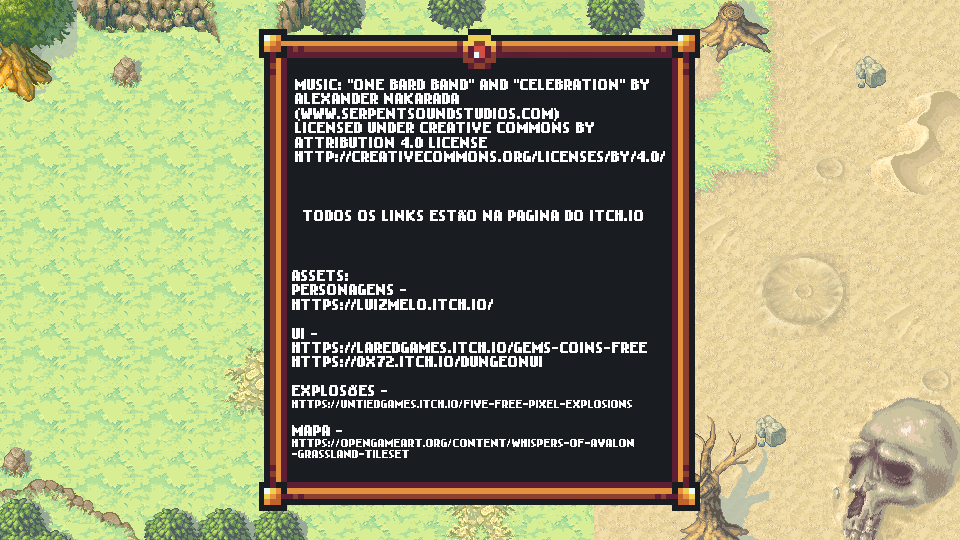 MUSIC: "ONE BARD BAND" AND "CELEBRATION" BY
ALEXANDER NAKARADA
(WWW.SERPENTSOUNDSTUDIOS.COM)
LICENSED UNDER CREATIVE COMMONS BY
ATTRIBUTION 4.0 LICENSE
HTTP://CREATIVECOMMONS.ORG/LICENSES/BY/4.0/
TODOS OS LINKS ESTÃO NA PAGINA DO ITCH.IO
ASSETS:
PERSONAGENS -
HTTPS://LUIZMELO.ITCH.IO/
UI -
HTTPS://LAREDGAMES.ITCH.IO/GEMS-COINS-FREE
HTTPS://0X72.ITCH.IO/DUNGEONUI
EXPLOSÕES -
HTTPS://UNTIEDGAMES.ITCH.IO/FIVE-FREE-PIXEL-EXPLOSIONS
MAPA -
HTTPS://OPENGAMEART.ORG/CONTENT/WHISPERS-OF-AVALON
-GRASSLAND-TILESET